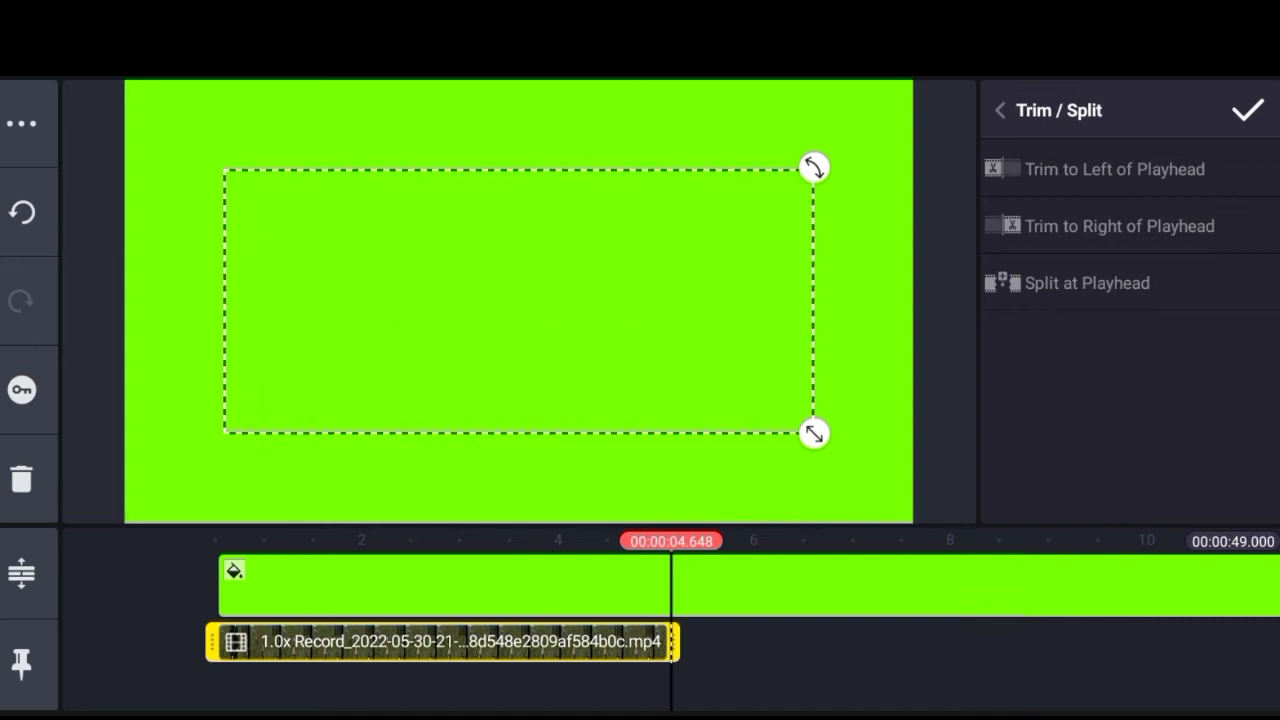 Trim / Split
Trim to Left of Playhead
Trim to Right of Playhead
Split at Playhead
2
4
00:00:04.648
6
8
10
00:00:49.000
1.0x Record_2022-05-30-21-...8d548e2809af584b0c.mp4